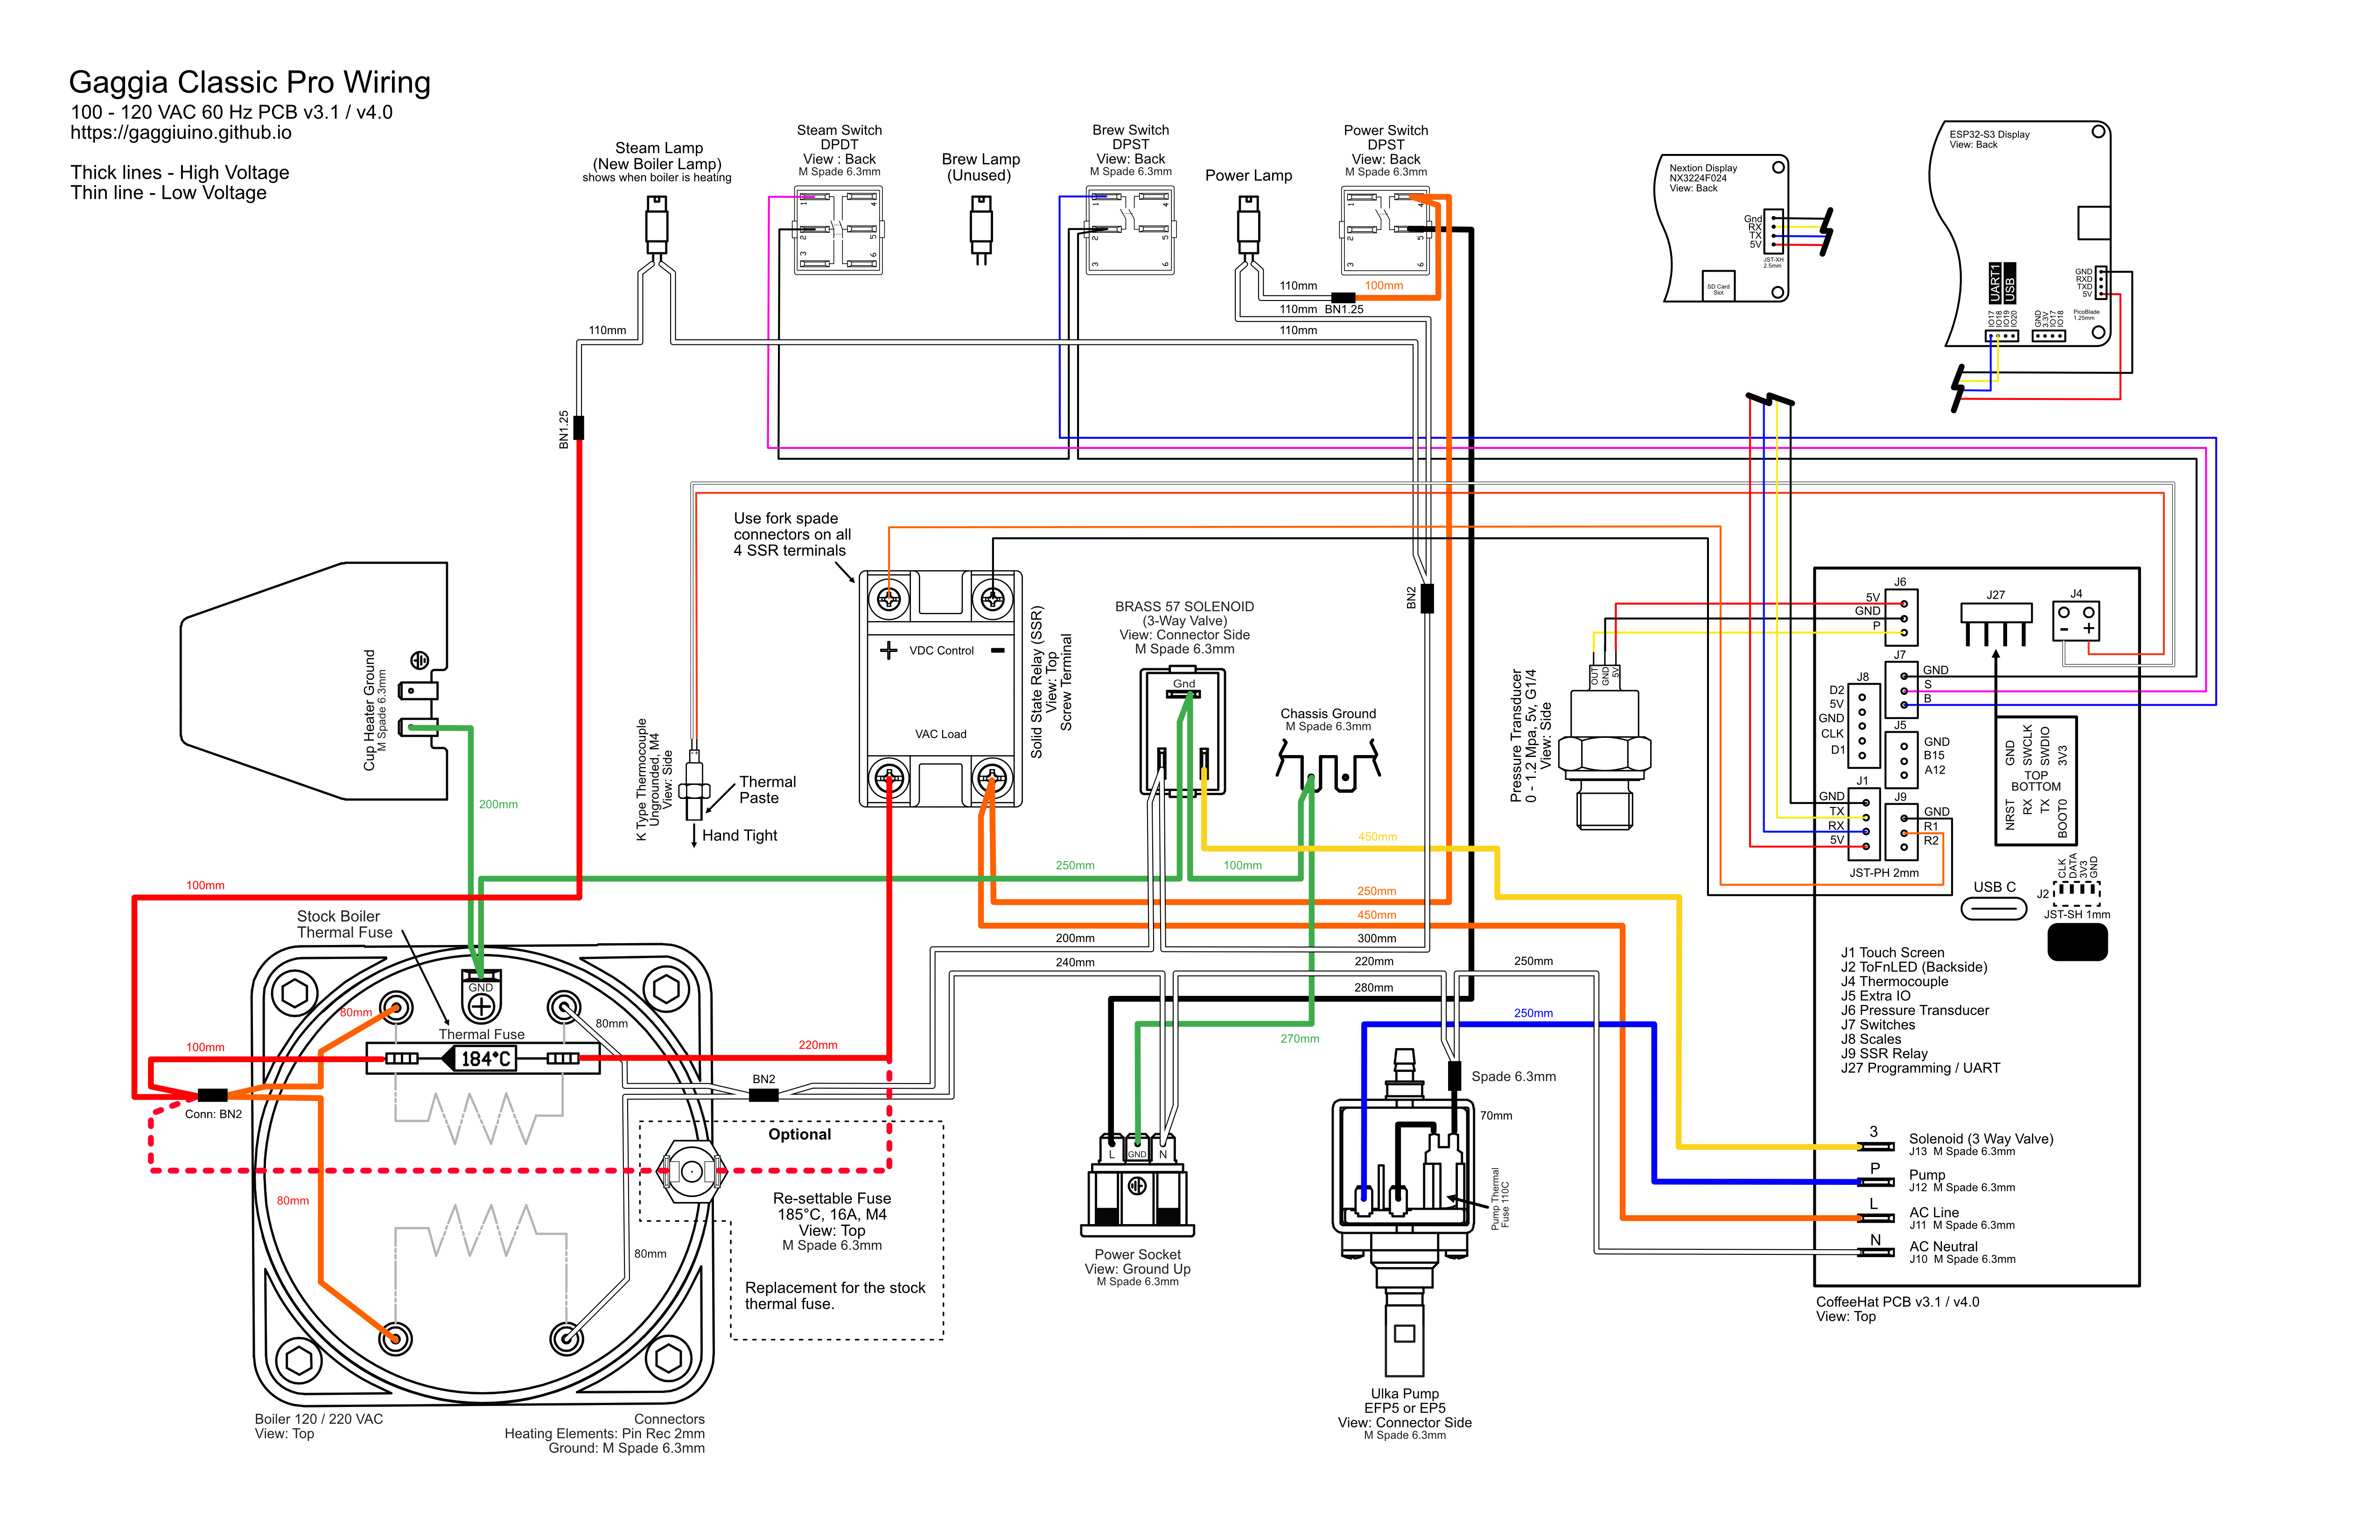 Gaggia Classic Pro Wiring
100 - 120 VAC 60 Hz PCB v3.1 / v4.0
https://gaggiuino.github.io
Thick lines - High Voltage
Thin line - Low Voltage
Steam Lamp
(New Boiler Lamp)
shows when boiler is heating
Steam Switch
DPDT
View : Back
M Spade 6.3mm
1
2
3
4
5
6
Brew Lamp
(Unused)
Brew Switch
DPST
View: Back
M Spade 6.3mm
1
2
3
4
5
6
Power Lamp
Power Switch
DPST
View: Back
M Spade 6.3mm
1
2
3
4
5
6
Nextion Display
NX3224F024
View: Back
Gnd
RX
TX
5V
JST-XH
2.5mm
SD Card
Slot
ESP32-S3 Display
View: Back
UART1
USB
IO17
IO18
IO19
IO20
GND
3.3V
IO17
IO18
GND
RXD
TXD
5V
PicoBlade
1.25mm
110mm
100mm
110mm
BN1.25
110mm
110mm
BN1.25
BN2
Use fork spade
connectors on all
4 SSR terminals
VDC Control
VAC Load
Solid State Relay (SSR)
View: Top
Screw Terminal
BRASS 57 SOLENOID
(3-Way Valve)
View: Connector Side
M Spade 6.3mm
Gnd
Chassis Ground
M Spade 6.3mm
Pressure Transducer
0 - 1.2 Mpa, 5v, G1/4
View: Side
OUT
GND
5V
Cup Heater Ground
M Spade 6.3mm
200mm
K Type Thermocouple
Ungrounded, M4
View: Side
Thermal
Paste
Hand Tight
450mm
250mm
100mm
250mm
450mm
200mm
300mm
240mm
220mm
250mm
280mm
250mm
270mm
100mm
Stock Boiler
Thermal Fuse
GND
80mm
Thermal Fuse
80mm
184°C
100mm
220mm
BN2
Conn: BN2
80mm
80mm
Optional
Re-settable Fuse
185°C, 16A, M4
View: Top
M Spade 6.3mm
Replacement for the stock
thermal fuse.
Boiler 120 / 220 VAC
View: Top
Connectors
Heating Elements: Pin Rec 2mm
Ground: M Spade 6.3mm
L
GND
N
Power Socket
View: Ground Up
M Spade 6.3mm
Spade 6.3mm
70mm
Pump Thermal
Fuse 110C
Ulka Pump
EFP5 or EP5
View: Connector Side
M Spade 6.3mm
J6
5V
GND
P
J27
J4
-
+
J7
GND
S
B
J8
D2
5V
GND
CLK
D1
J5
GND
B15
A12
J1
GND
TX
RX
5V
J9
GND
R1
R2
JST-PH 2mm
GND
SWCLK
SWDIO
3V3
TOP
BOTTOM
NRST
RX
TX
BOOT0
CLK
DATA
3V3
GND
USB C
J2
JST-SH 1mm
J1 Touch Screen
J2 ToFnLED (Backside)
J4 Thermocouple
J5 Extra IO
J6 Pressure Transducer
J7 Switches
J8 Scales
J9 SSR Relay
J27 Programming / UART
3
Solenoid (3 Way Valve)
J13 M Spade 6.3mm
P
Pump
J12 M Spade 6.3mm
L
AC Line
J11 M Spade 6.3mm
N
AC Neutral
J10 M Spade 6.3mm
CoffeeHat PCB v3.1 / v4.0
View: Top